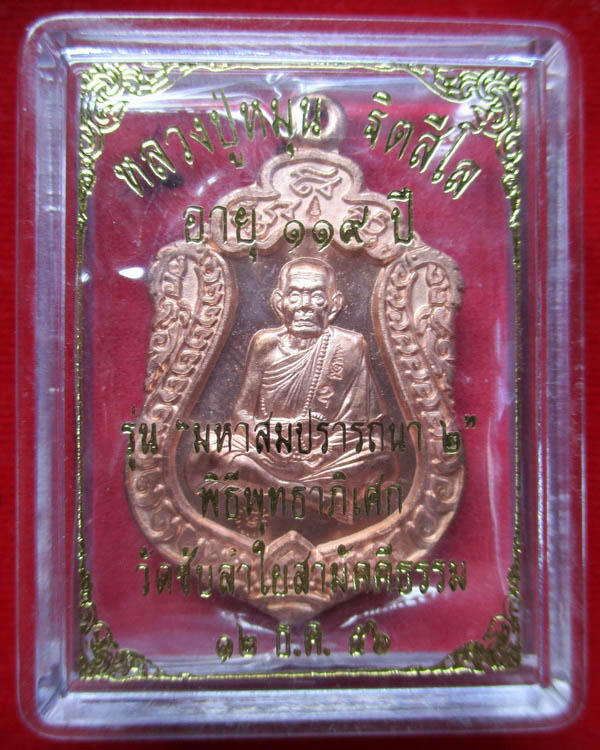 หลวงปู่หมุน ฐิตสีโล
อายุ ๑๑๙ ปี
รุ่น "มหาสมปรารถนา ๒"
พิธีพุทธาภิเศก
วัดซับลำใยสามัคคีธรรม
๑๒ ธ.ค. ๕๖